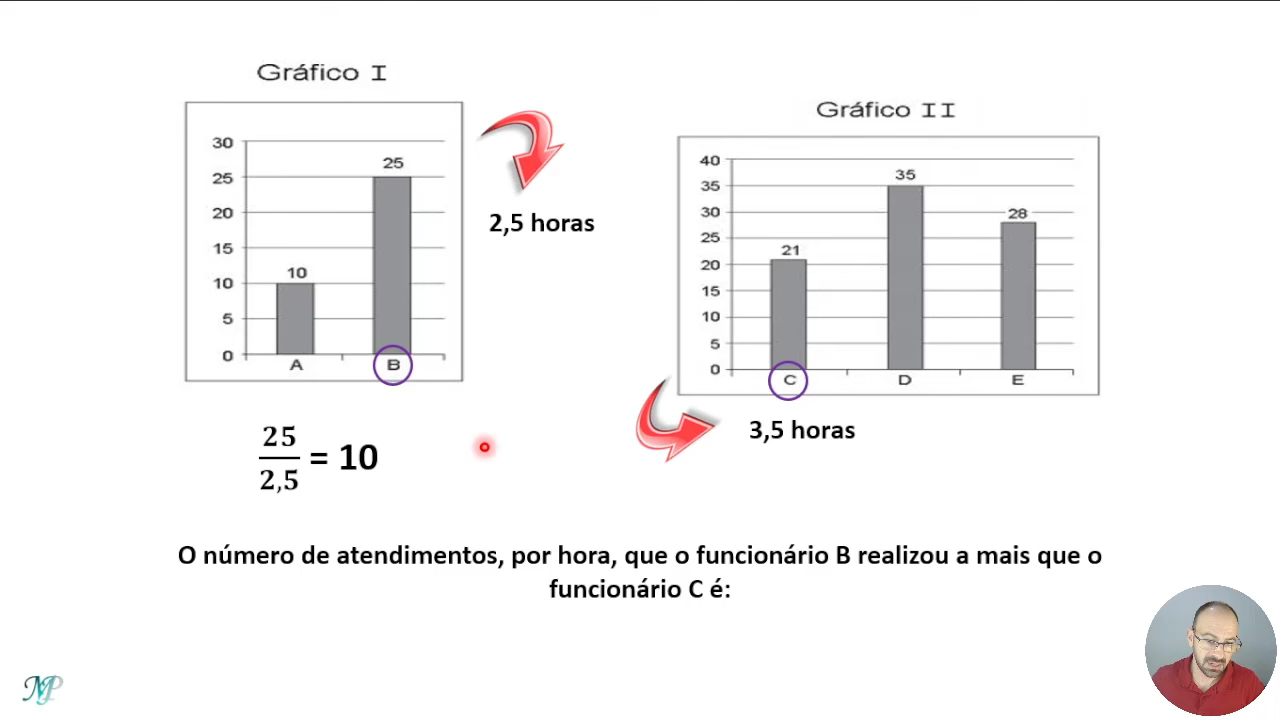 Gráfico I
30
25
20
15
10
5
0
10
25
A
B
2,5 horas
Gráfico II
40
35
30
25
20
15
10
5
0
21
35
28
C
D
E
3,5 horas
25
2,5
= 10
O número de atendimentos, por hora, que o funcionário B realizou a mais que o
funcionário C é:
MP